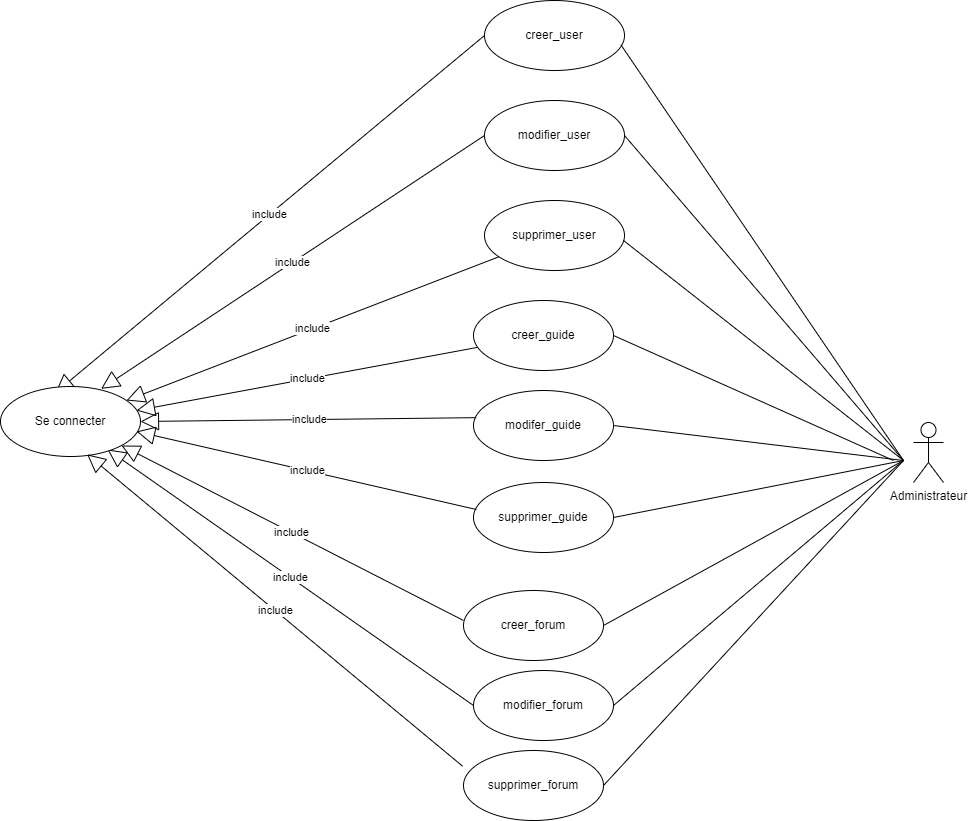 creer_user
modifier_user
supprimer_user
creer_guide
modifer_guide
supprimer_guide
creer_forum
modifier_forum
supprimer_forum
include
include
include
include
include
include
include
include
include
Se connecter
Administrateur